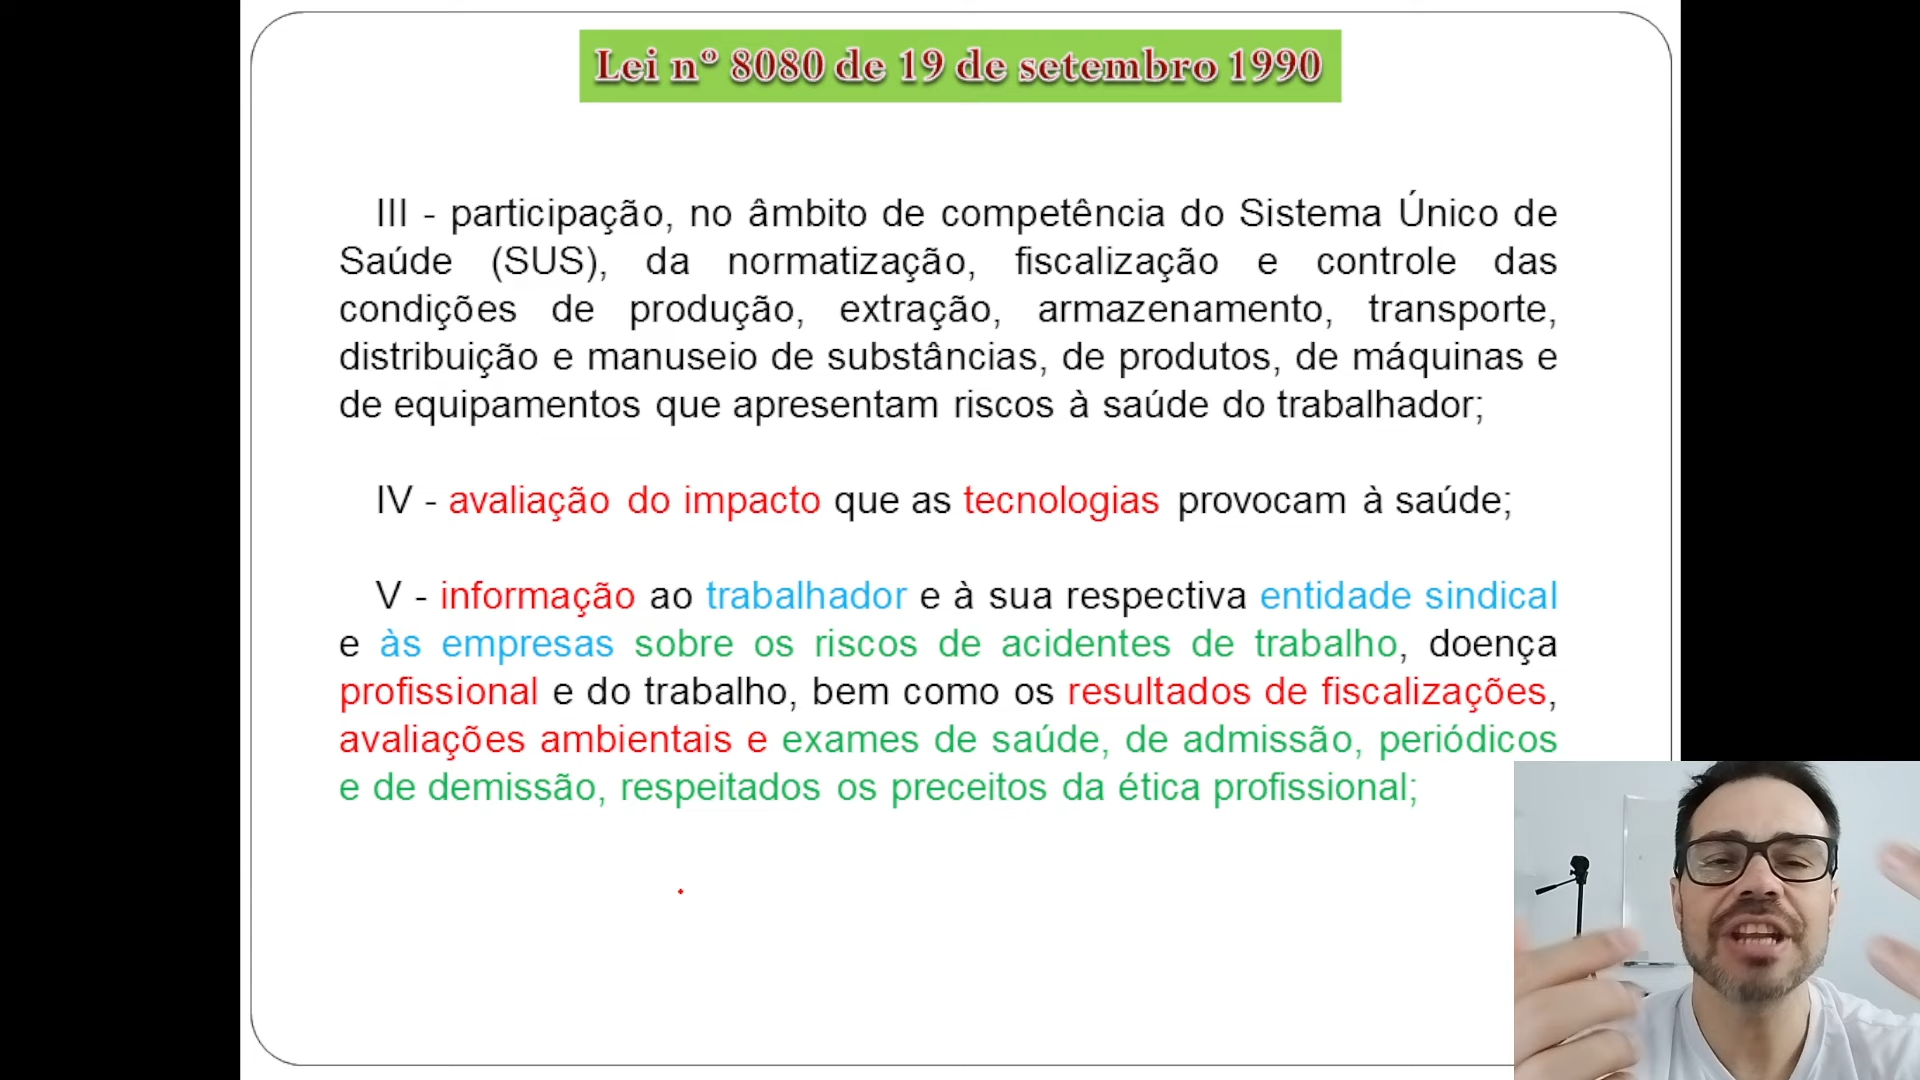 Lei nº 8080 de 19 de setembro 1990
III - participação, no âmbito de competência do Sistema Único de
Saúde (SUS), da normatização, fiscalização e controle das
condições de produção, extração, armazenamento, transporte,
distribuição e manuseio de substâncias, de produtos, de máquinas e
de equipamentos que apresentam riscos à saúde do trabalhador;
IV - avaliação do impacto que as tecnologias provocam à saúde;
V - informação ao trabalhador e à sua respectiva entidade sindical
e às empresas sobre os riscos de acidentes de trabalho, doença
profissional e do trabalho, bem como os resultados de fiscalizações,
avaliações ambientais e exames de saúde, de admissão, periódicos
e de demissão, respeitados os preceitos da ética profissional;